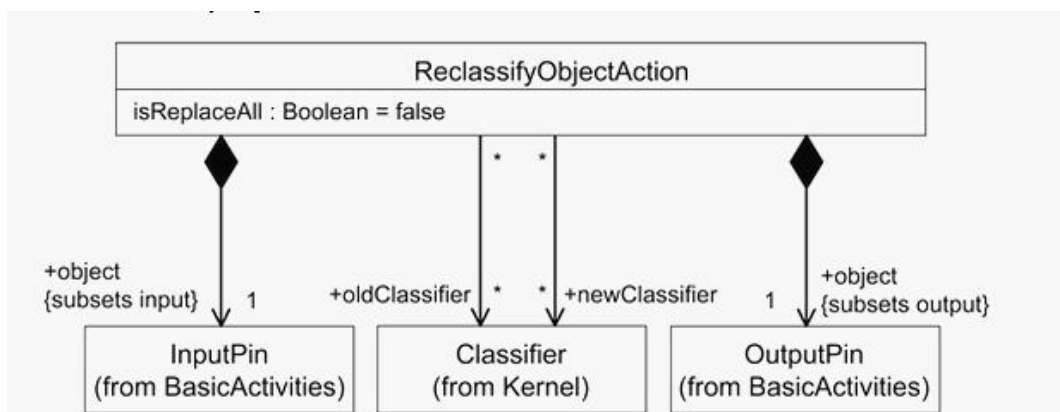 ReclassifyObjectAction
isReplaceAll : Boolean = false
* *
+object
{subsets input} 1
+oldClassifier * * +newClassifier
1 +object
{subsets output}
InputPin
(from BasicActivities)
Classifier
(from Kernel)
OutputPin
(from BasicActivities)